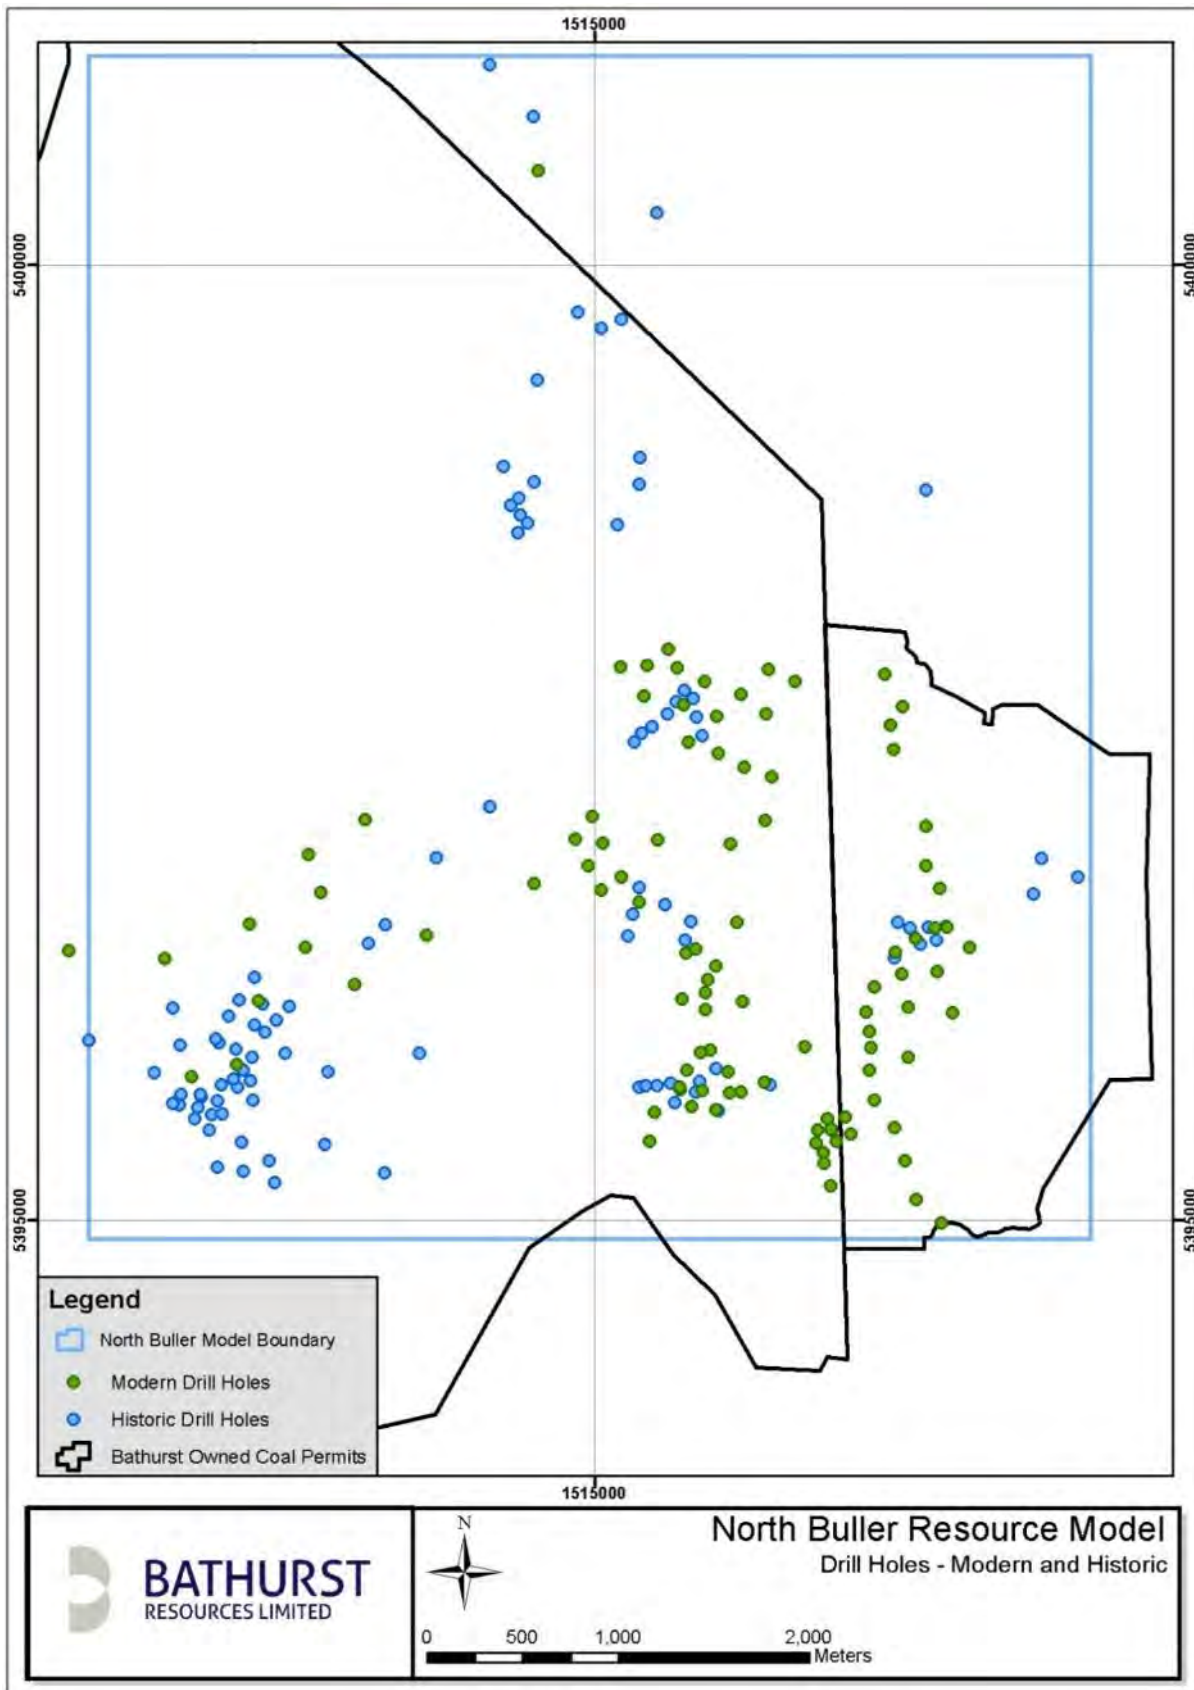 1515000
5400000
5400000
5395000
5395000
Legend
North Buller Model Boundary
Modern Drill Holes
Historic Drill Holes
Bathurst Owned Coal Permits
1515000
BATHURST
RESOURCES LIMITED
N
North Buller Resource Model
Drill Holes - Modern and Historic
0 500 1,000 2,000
Meters